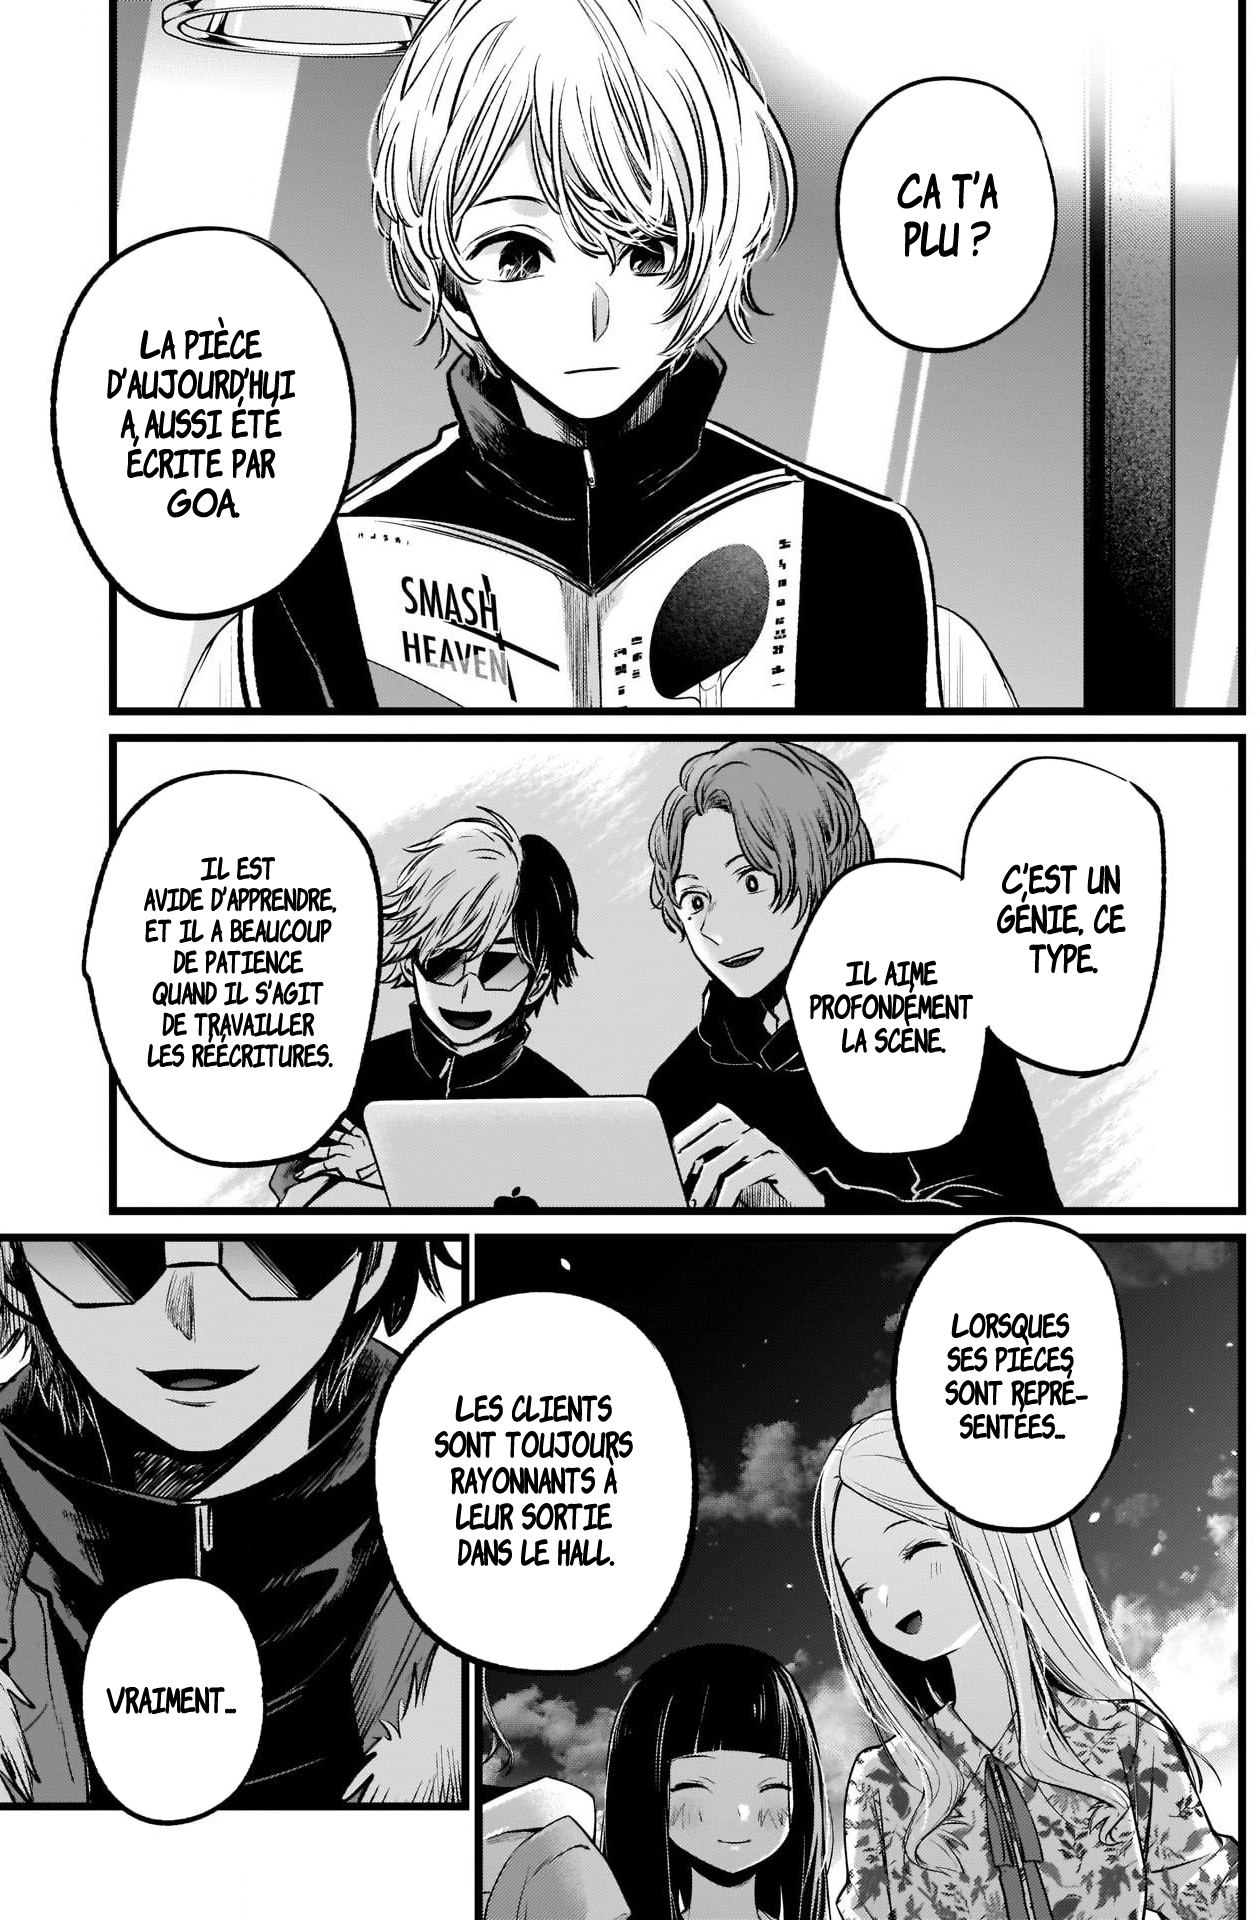 CA T'A
PLU ?
LA PIÈCE
D'AUJOURD'HUI
A AUSSI ÉTÉ
ÉCRITE PAR
GOA.
SMASH
HEAVEN
C'EST UN
GÉNIE, CE
TYPE.
IL AIME
PROFONDÉMENT
LA SCÈNE.
IL EST
AVIDE D'APPRENDRE,
ET IL A BEAUCOUP
DE PATIENCE
QUAND IL S'AGIT
DE TRAVAILLER
LES RÉÉCRITURES.
LORSQUES
SES PIÈCES
SONT REPRÉ-
SENTÉES...
LES CLIENTS
SONT TOUJOURS
RAYONNANTS À
LEUR SORTIE
DANS LE HALL.
VRAIMENT...